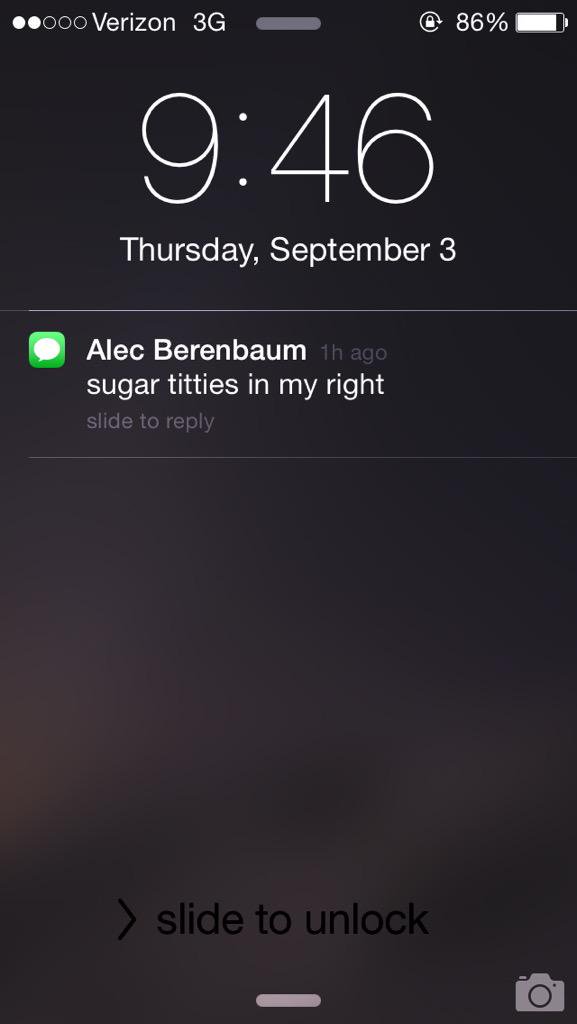 Verizon 3G 86%
9:46
Thursday, September 3
Alec Berenbaum 1h ago
sugar titties in my right
slide to reply
slide to unlock